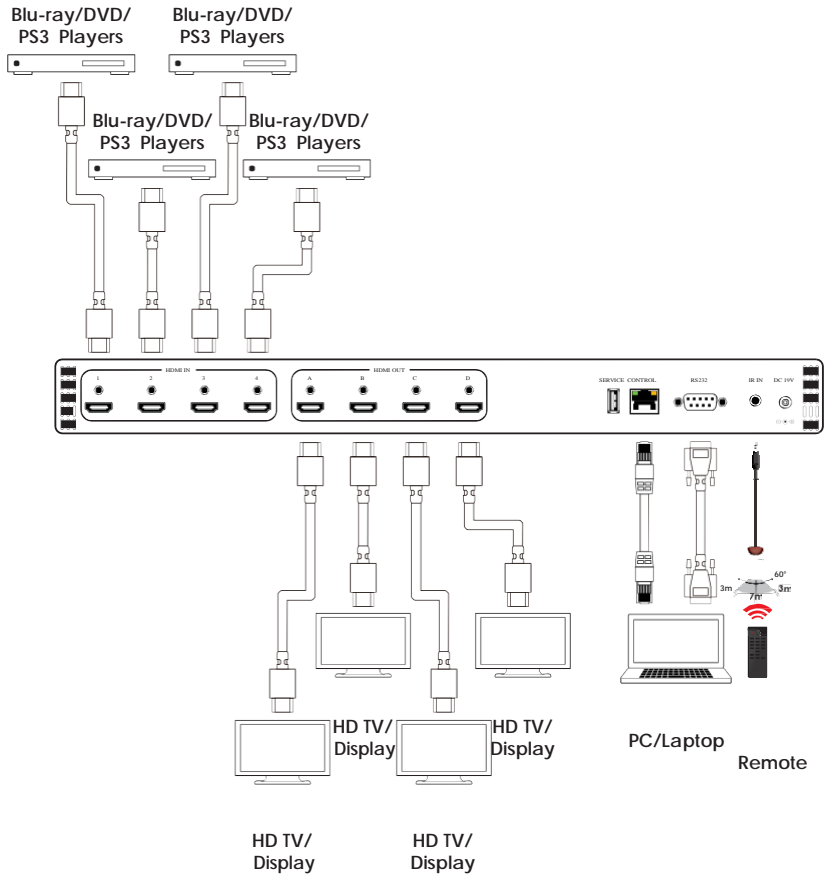 Blu-ray/DVD/
PS3 Players
Blu-ray/DVD/
PS3 Players
Blu-ray/DVD/
PS3 Players
Blu-ray/DVD/
PS3 Players
HDMI IN
1 2 3 4
HDMI OUT
A B C D
SERVICE CONTROL RS232 IR IN DC 19V
60°
3m 3m
7m
HD TV/
Display
HD TV/
Display
PC/Laptop
Remote
HD TV/
Display
HD TV/
Display